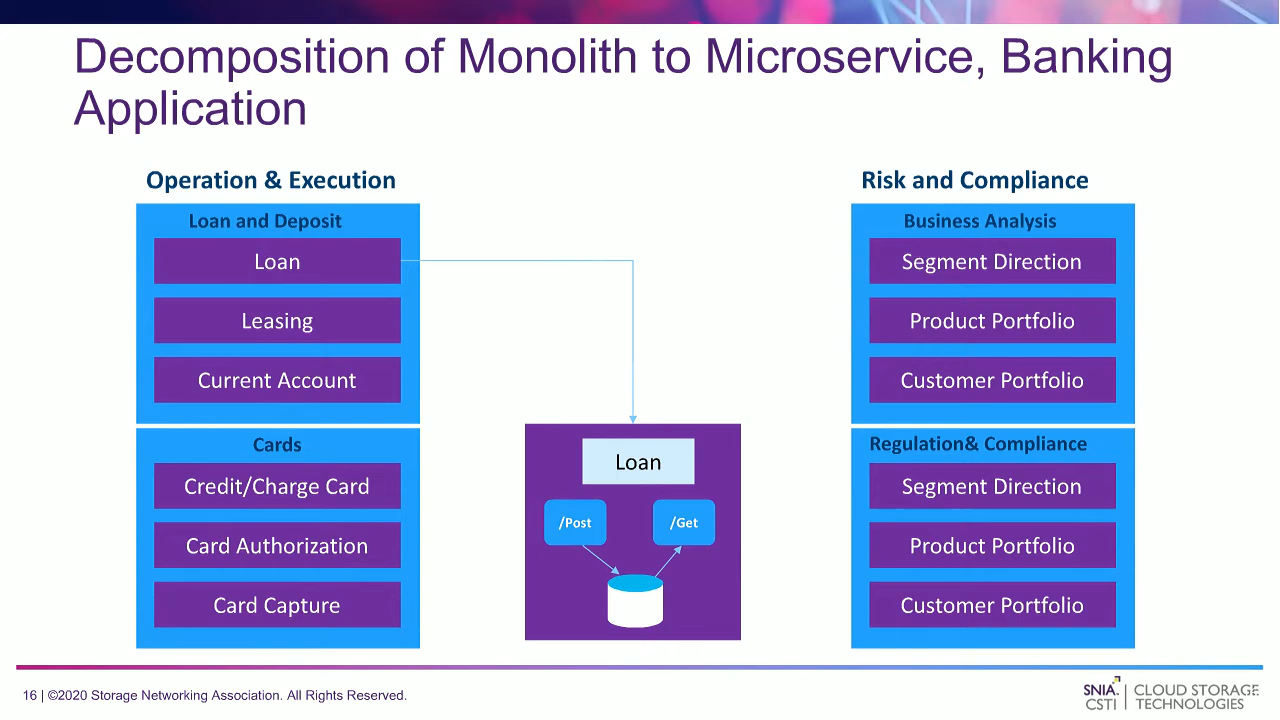 Decomposition of Monolith to Microservice, Banking
Application
Operation & Execution
Loan and Deposit
Loan
Leasing
Current Account
Cards
Credit/Charge Card
Card Authorization
Card Capture
Loan
/Post
/Get
Risk and Compliance
Business Analysis
Segment Direction
Product Portfolio
Customer Portfolio
Regulation& Compliance
Segment Direction
Product Portfolio
Customer Portfolio
16 | ©2020 Storage Networking Association. All Rights Reserved.
SNIA.
CSTI
CLOUD STORAGE
TECHNOLOGIES